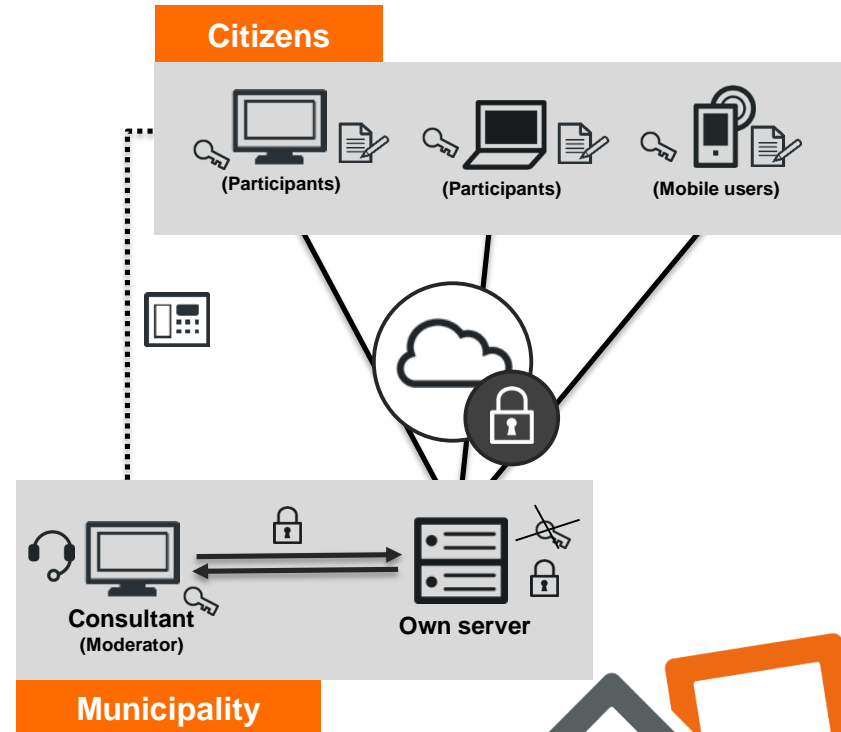 Citizens
(Participants)
(Participants)
(Mobile users)
Consultant
(Moderator)
Own server
Municipality